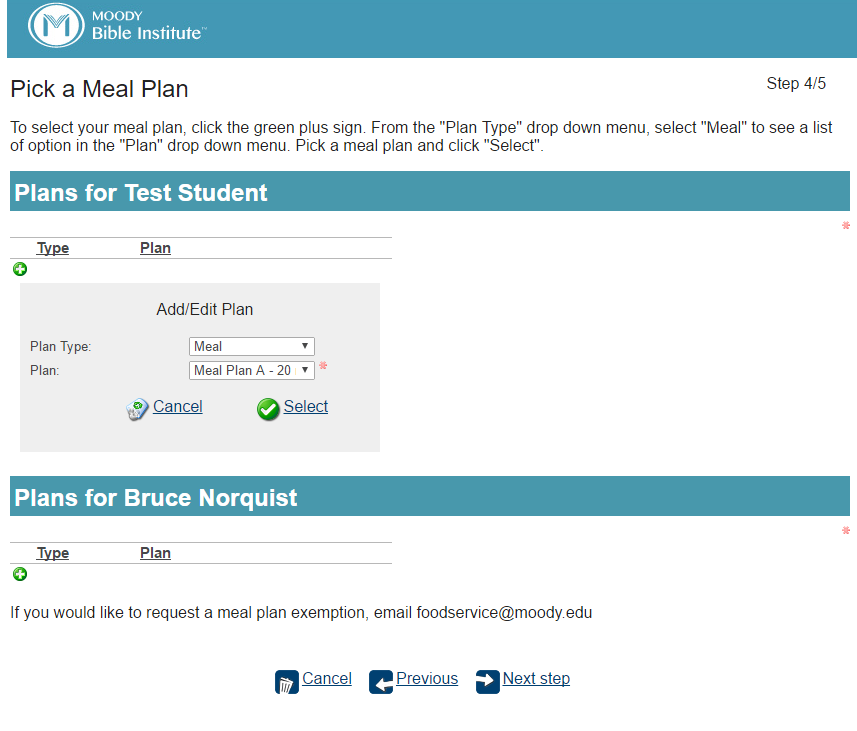 MOODY
Bible Institute™
Pick a Meal Plan
Step 4/5
To select your meal plan, click the green plus sign. From the "Plan Type" drop down menu, select "Meal" to see a list
of option in the "Plan" drop down menu. Pick a meal plan and click "Select".
Plans for Test Student
*
Type Plan
Add/Edit Plan
Plan Type: Meal
Plan: Meal Plan A - 20 *
Cancel Select
Plans for Bruce Norquist
*
Type Plan
If you would like to request a meal plan exemption, email foodservice@moody.edu
Cancel Previous Next step